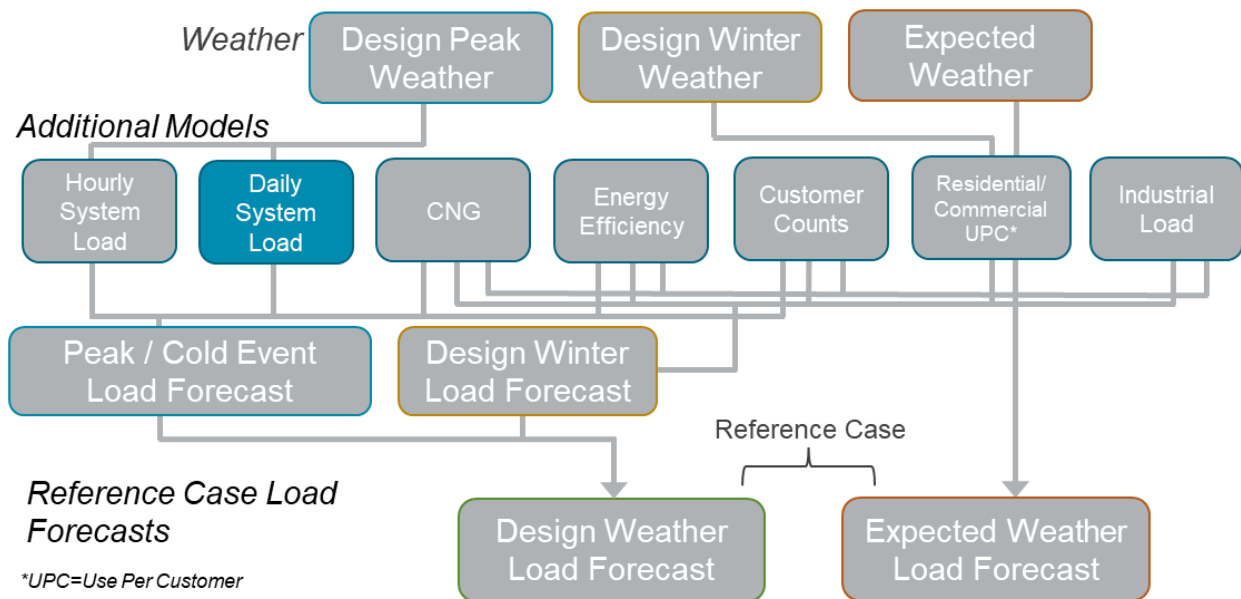 Weather
Design Peak
Weather
Design Winter
Weather
Expected
Weather
Additional Models
Hourly
System
Load
Daily
System
Load
CNG
Energy
Efficiency
Customer
Counts
Residential/
Commercial
UPC*
Industrial
Load
Peak / Cold Event
Load Forecast
Design Winter
Load Forecast
Reference Case
Reference Case Load
Forecasts
Design Weather
Load Forecast
Expected Weather
Load Forecast
*UPC=Use Per Customer